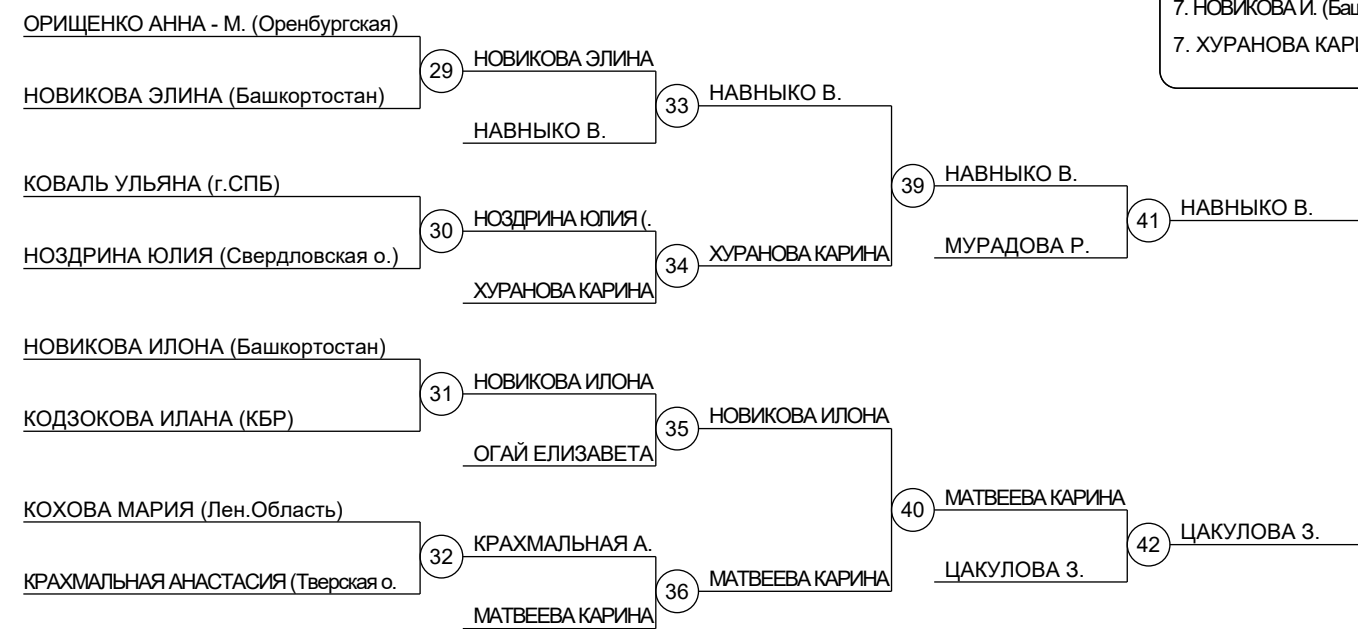 7. НОВИКОВА И. (Баш
7. ХУРАНОВА КАРИ
ОРИЩЕНКО АННА - М. (Оренбургская)
29
НОВИКОВА ЭЛИНА
НОВИКОВА ЭЛИНА (Башкортостан)
33
НАВНЫКО В.
НАВНЫКО В.
КОВАЛЬ УЛЬЯНА (г.СПБ)
39
НАВНЫКО В.
30
НОЗДРИНА ЮЛИЯ (.
41
НАВНЫКО В.
НОЗДРИНА ЮЛИЯ (Свердловская о.)
34
ХУРАНОВА КАРИНА
МУРАДОВА Р.
ХУРАНОВА КАРИНА
НОВИКОВА ИЛОНА (Башкортостан)
31
НОВИКОВА ИЛОНА
КОДЗОКОВА ИЛАНА (КБР)
35
НОВИКОВА ИЛОНА
ОГАЙ ЕЛИЗАВЕТА
КОХОВА МАРИЯ (Лен.Область)
40
МАТВЕЕВА КАРИНА
32
КРАХМАЛЬНАЯ А.
42
ЦАКУЛОВА З.
КРАХМАЛЬНАЯ АНАСТАСИЯ (Тверская о.
36
МАТВЕЕВА КАРИНА
ЦАКУЛОВА З.
МАТВЕЕВА КАРИНА